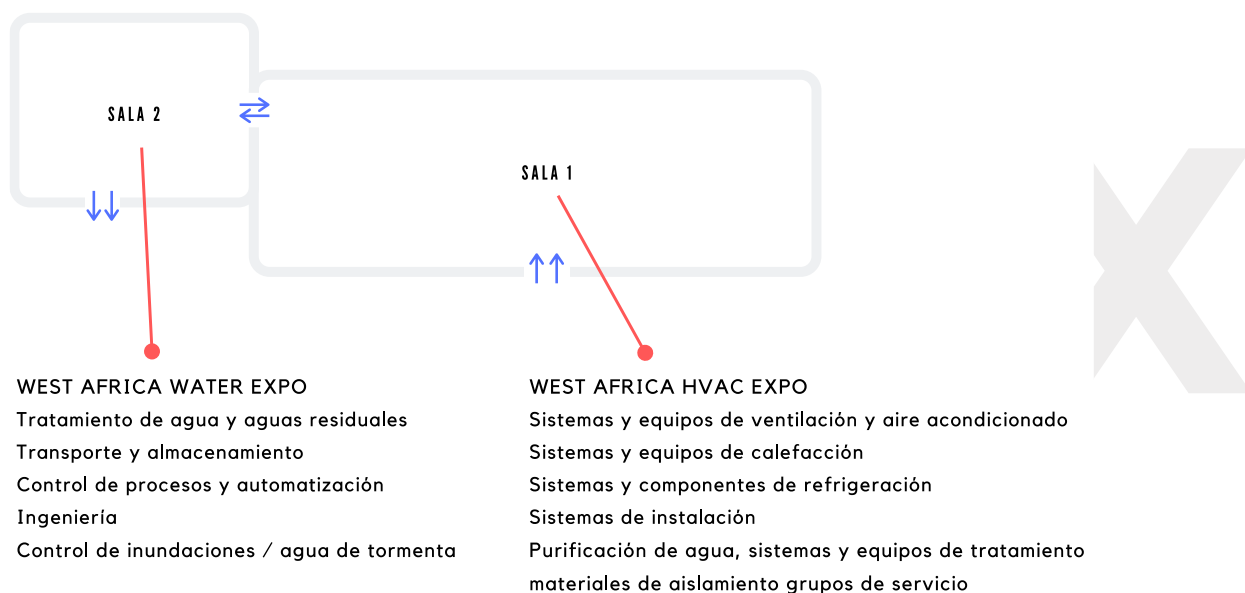 SALA 2
SALA 1
WEST AFRICA WATER EXPO
Tratamiento de agua y aguas residuales
Transporte y almacenamiento
Control de procesos y automatización
Ingeniería
Control de inundaciones / agua de tormenta
WEST AFRICA HVAC EXPO
Sistemas y equipos de ventilación y aire acondicionado
Sistemas y equipos de calefacción
Sistemas y componentes de refrigeración
Sistemas de instalación
Purificación de agua, sistemas y equipos de tratamiento
materiales de aislamiento grupos de servicio